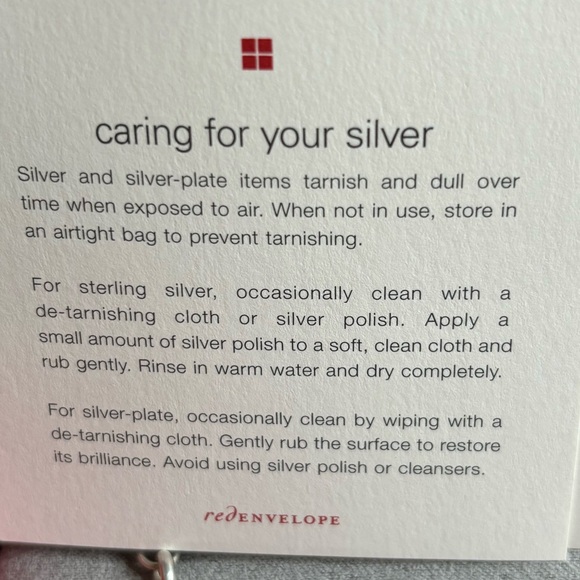 caring for your silver
Silver and silver-plate items tarnish and dull over
time when exposed to air. When not in use, store in
an airtight bag to prevent tarnishing.
For sterling silver, occasionally clean with a
de-tarnishing cloth or silver polish. Apply a
small amount of silver polish to a soft, clean cloth and
rub gently. Rinse in warm water and dry completely.
For silver-plate, occasionally clean by wiping with a
de-tarnishing cloth. Gently rub the surface to restore
its brilliance. Avoid using silver polish or cleansers.
redENVELOPE